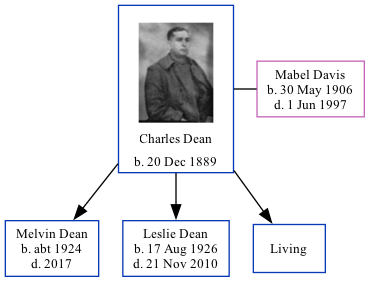 Charles Dean
b. 20 Dec 1889
Mabel Davis
b. 30 May 1906
d. 1 Jun 1997
Melvin Dean
b. abt 1924
d. 2017
Leslie Dean
b. 17 Aug 1926
d. 21 Nov 2010
Living